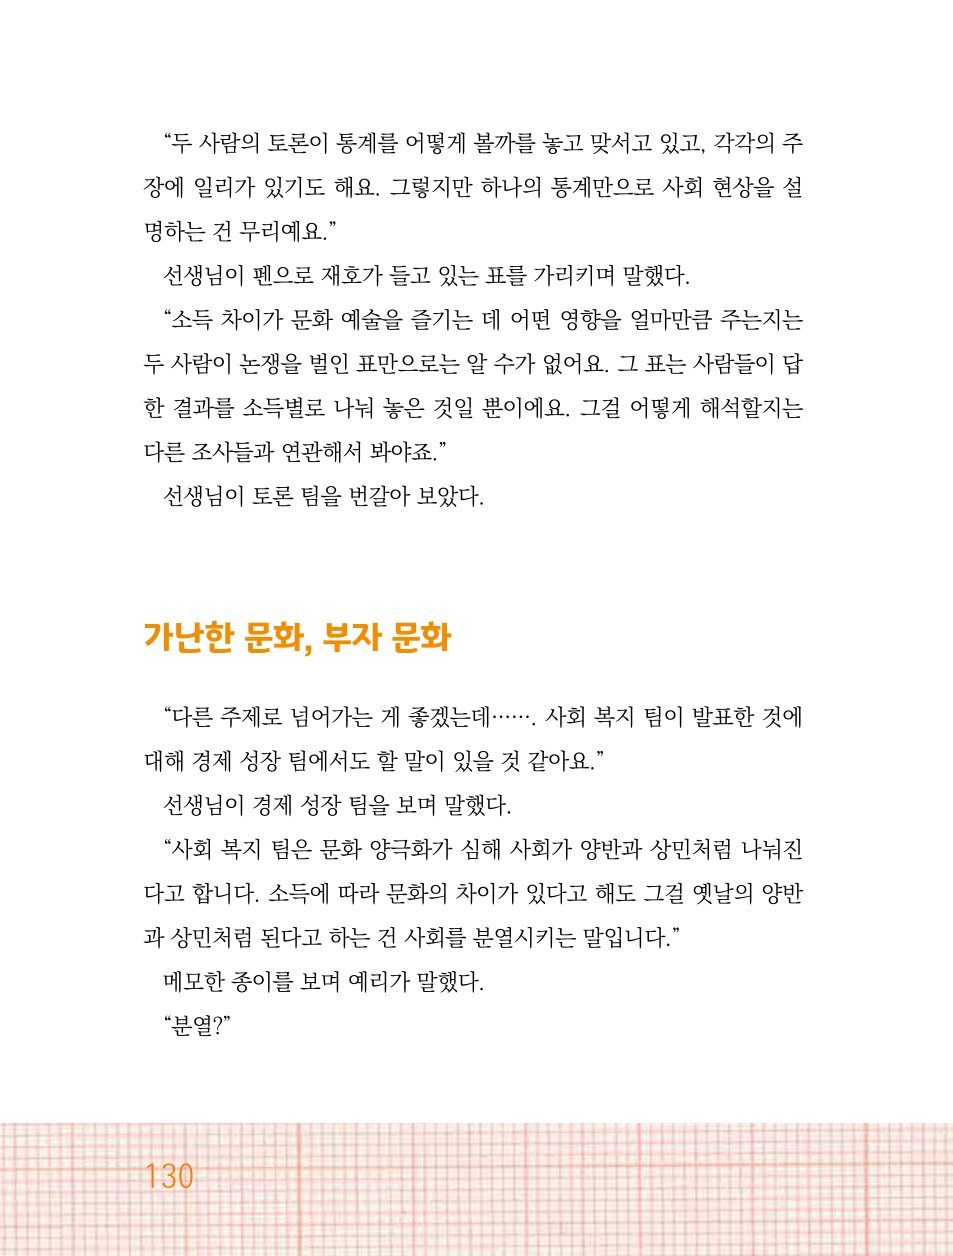 “두 사람의 토론이 통계를 어떻게 볼까를 놓고 맞서고 있고, 각각의 주
장에 일리가 있기도 해요. 그렇지만 하나의 통계만으로 사회 현상을 설
명하는 건 무리예요.”
선생님이 펜으로 재호가 들고 있는 표를 가리키며 말했다.
“소득 차이가 문화 예술을 즐기는 데 어떤 영향을 얼마만큼 주는지는
두 사람이 논쟁을 벌인 표만으로는 알 수가 없어요. 그 표는 사람들이 답
한 결과를 소득별로 나눠 놓은 것일 뿐이에요. 그걸 어떻게 해석할지는
다른 조사들과 연관해서 봐야죠.”
선생님이 토론 팀을 번갈아 보았다.
가난한 문화, 부자 문화
“다른 주제로 넘어가는 게 좋겠는데……. 사회 복지 팀이 발표한 것에
대해 경제 성장 팀에서도 할 말이 있을 것 같아요.”
선생님이 경제 성장 팀을 보며 말했다.
“사회 복지 팀은 문화 양극화가 심해 사회가 양반과 상민처럼 나눠진
다고 합니다. 소득에 따라 문화의 차이가 있다고 해도 그걸 옛날의 양반
과 상민처럼 된다고 하는 건 사회를 분열시키는 말입니다.”
메모한 종이를 보며 예리가 말했다.
“분열?”
130